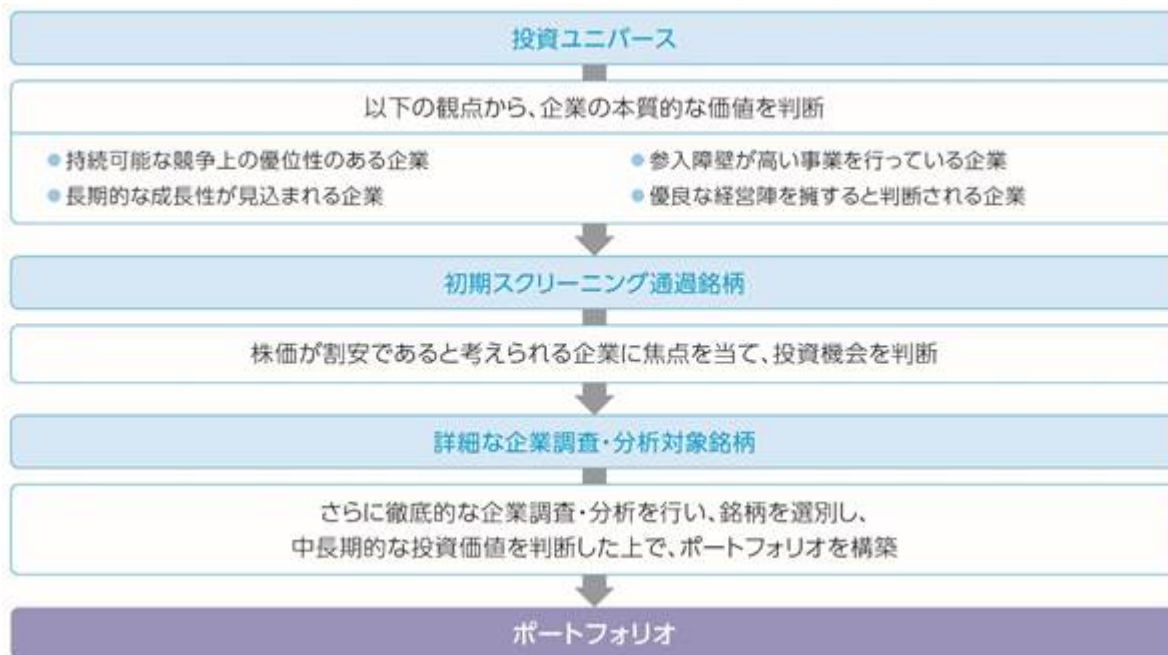 投資ユニバース
以下の観点から、企業の本質的な価値を判断
●持続可能な競争上の優位性のある企業
●参入障壁が高い事業を行っている企業
●長期的な成長性が見込まれる企業
●優良な経営陣を擁すると判断される企業
初期スクリーニング通過銘柄
株価が割安であると考えられる企業に焦点を当て、投資機会を判断
詳細な企業調査・分析対象銘柄
さらに徹底的な企業調査・分析を行い、銘柄を選別し、
中長期的な投資価値を判断した上で、ポートフォリオを構築
ポートフォリオ